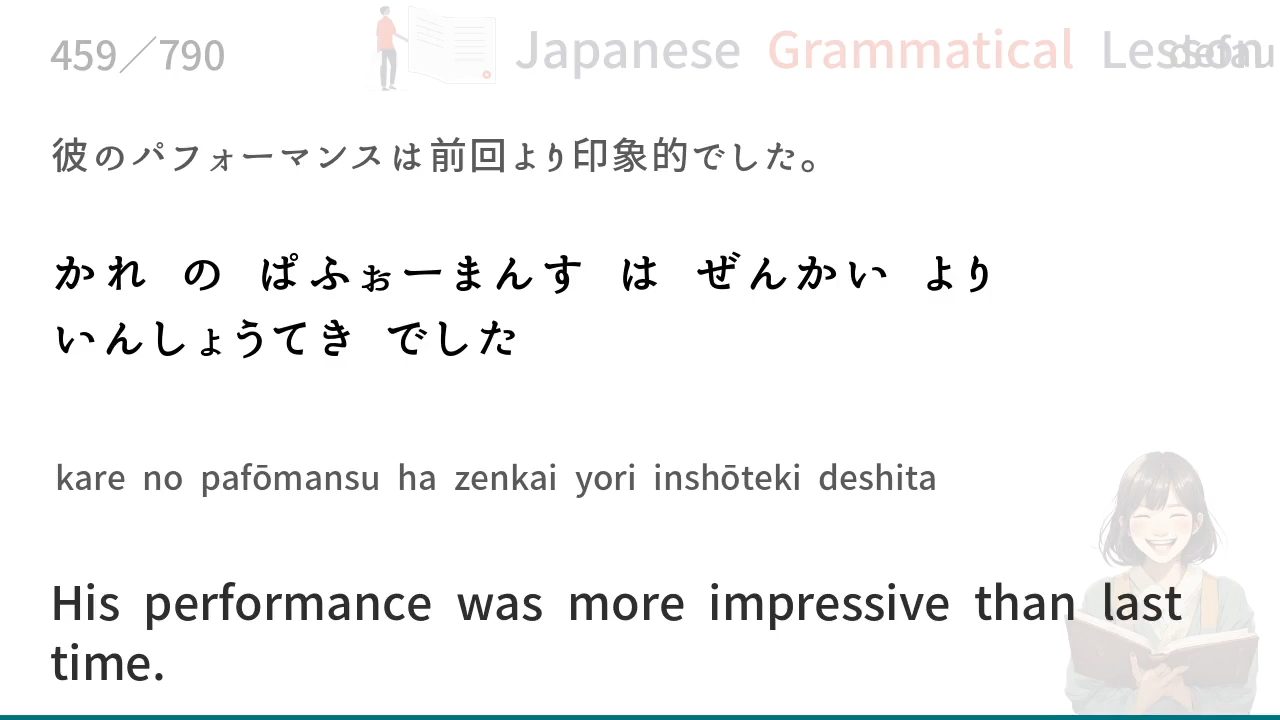 459／790
Japanese Grammatical Lesson
defau
彼のパフォーマンスは前回より印象的でした。
かれ の ぱふぉーまんす は ぜんかい より
いんしょうてき でした
kare no pafōmansu ha zenkai yori inshōteki deshita
His performance was more impressive than last
time.